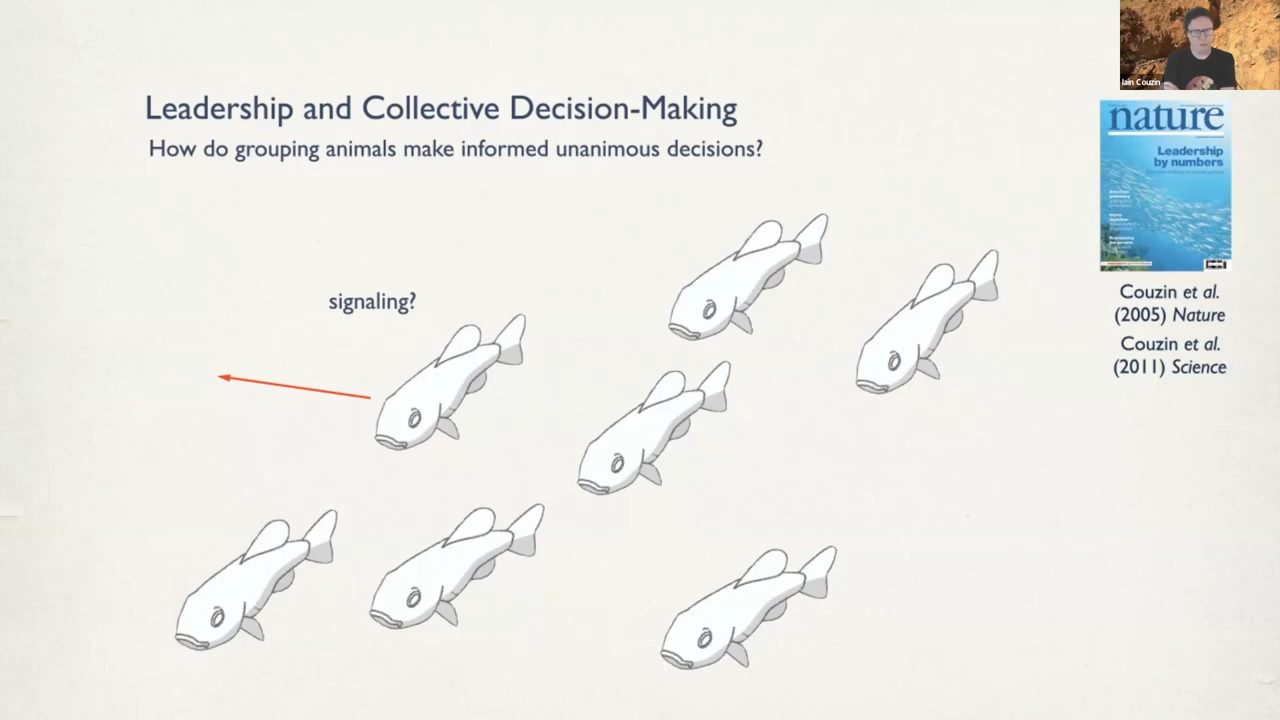 Iain Couzin
Leadership and Collective Decision-Making
How do grouping animals make informed unanimous decisions?
nature
Leadership
by numbers
signaling?
Couzin et al.
(2005) Nature
Couzin et al.
(2011) Science